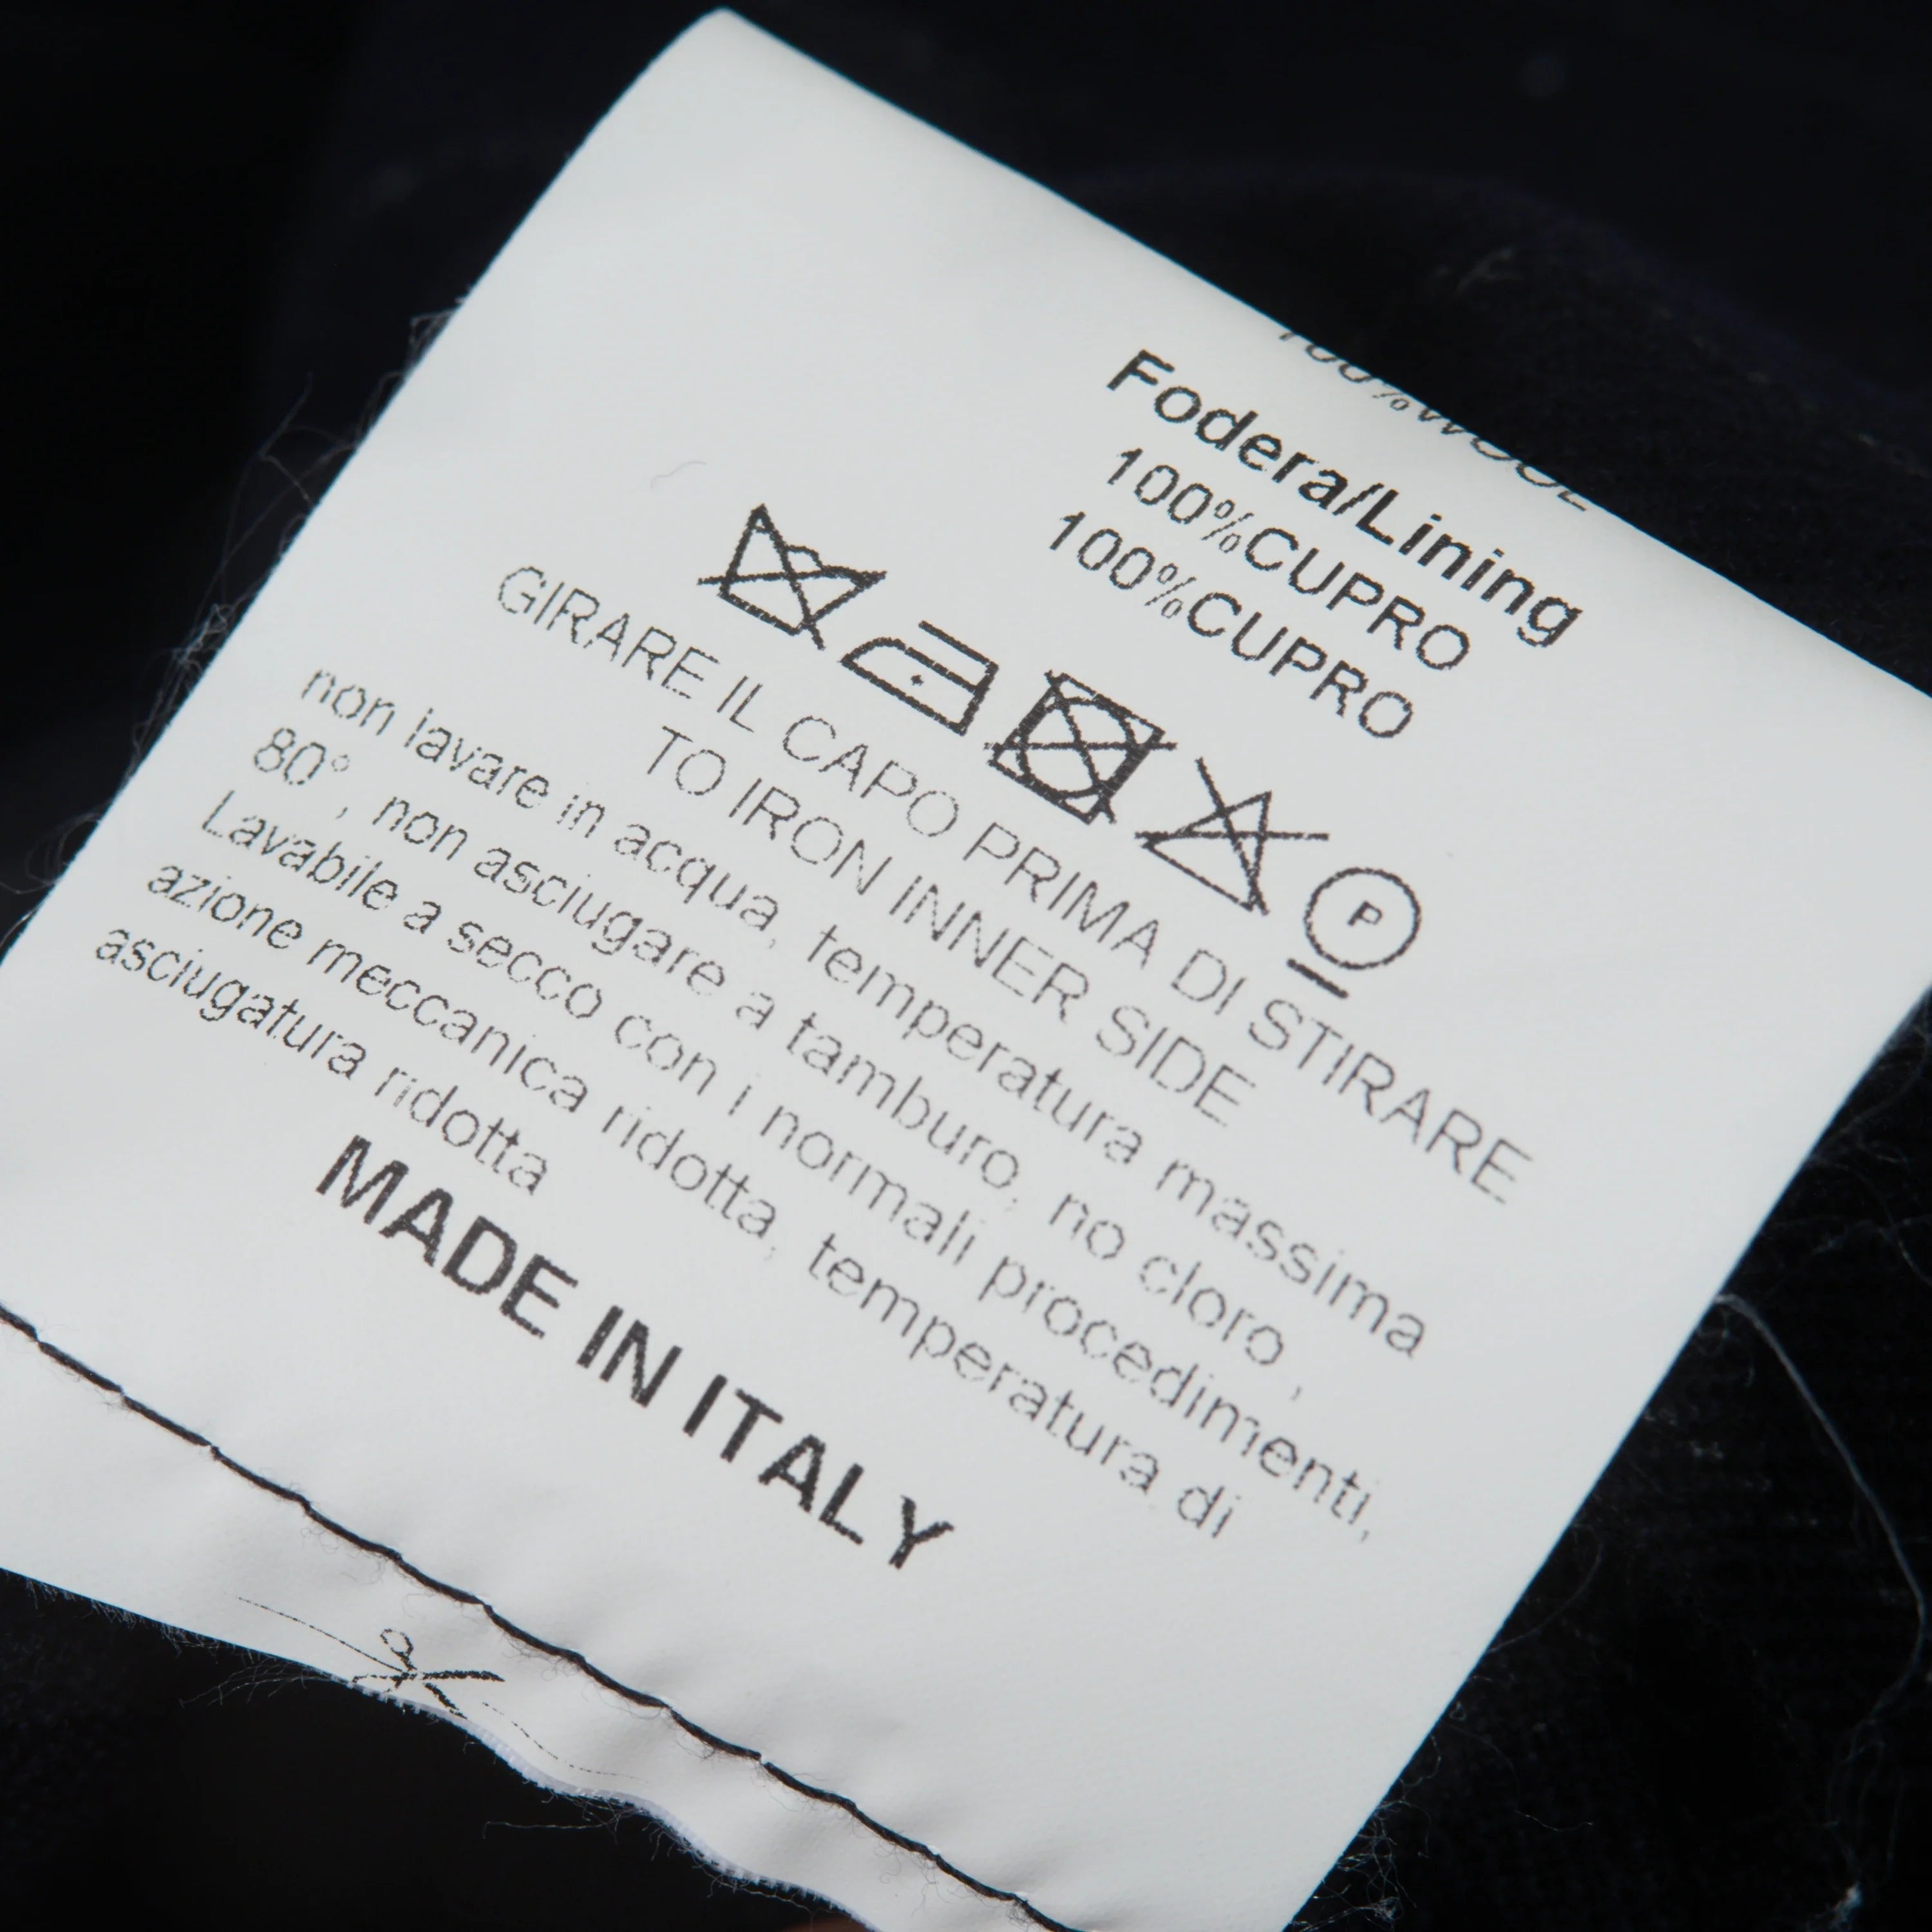 100%WOOL
Fodera/Lining
100%CUPRO
100%CUPRO
P
GIRARE IL CAPO PRIMA DI STIRARE
TO IRON INNER SIDE
non lavare in acqua, temperatura massima
80° , non asciugare a tamburo, no cloro ,
Lavabile a secco con i normali procedimenti,
azione meccanica ridotta, temperatura di
asciugatura ridotta
MADE IN ITALY